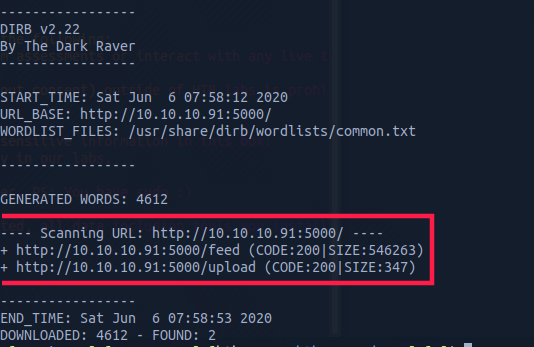 -----------------
DIRB v2.22
By The Dark Raver
-----------------
START_TIME: Sat Jun  6 07:58:12 2020
URL_BASE: http://10.10.10.91:5000/
WORDLIST_FILES: /usr/share/dirb/wordlists/common.txt
-----------------
GENERATED WORDS: 4612
---- Scanning URL: http://10.10.10.91:5000/ ----
+ http://10.10.10.91:5000/feed (CODE:200|SIZE:546263)
+ http://10.10.10.91:5000/upload (CODE:200|SIZE:347)
-----------------
END_TIME: Sat Jun  6 07:58:53 2020
DOWNLOADED: 4612 - FOUND: 2